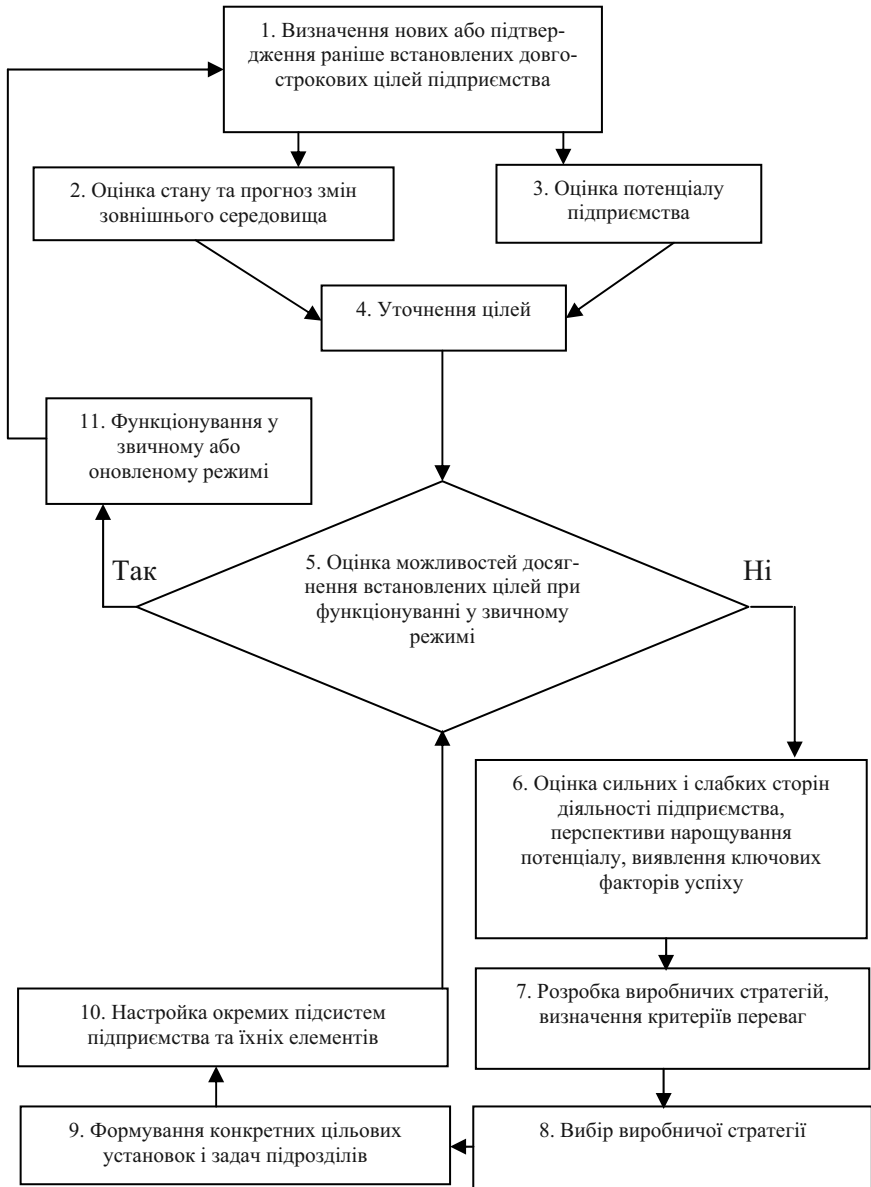 1. Визначення нових або підтвер-
дження раніше встановлених довго-
строкових цілей підприємства
2. Оцінка стану та прогноз змін
зовнішнього середовища
3. Оцінка потенціалу
підприємства
4. Уточнення цілей
11. Функціонування у
звичному або
оновленому режимі
Так
5. Оцінка можливостей досяг-
нення встановлених цілей при
функціонуванні у звичному
режимі
Ні
6. Оцінка сильних і слабких сторін
діяльності підприємства,
перспективи нарощування
потенціалу, виявлення ключових
факторів успіху
7. Розробка виробничих стратегій,
визначення критеріїв переваг
8. Вибір виробничої стратегії
9. Формування конкретних цільових
установок і задач підрозділів
10. Настройка окремих підсистем
підприємства та їхніх елементів